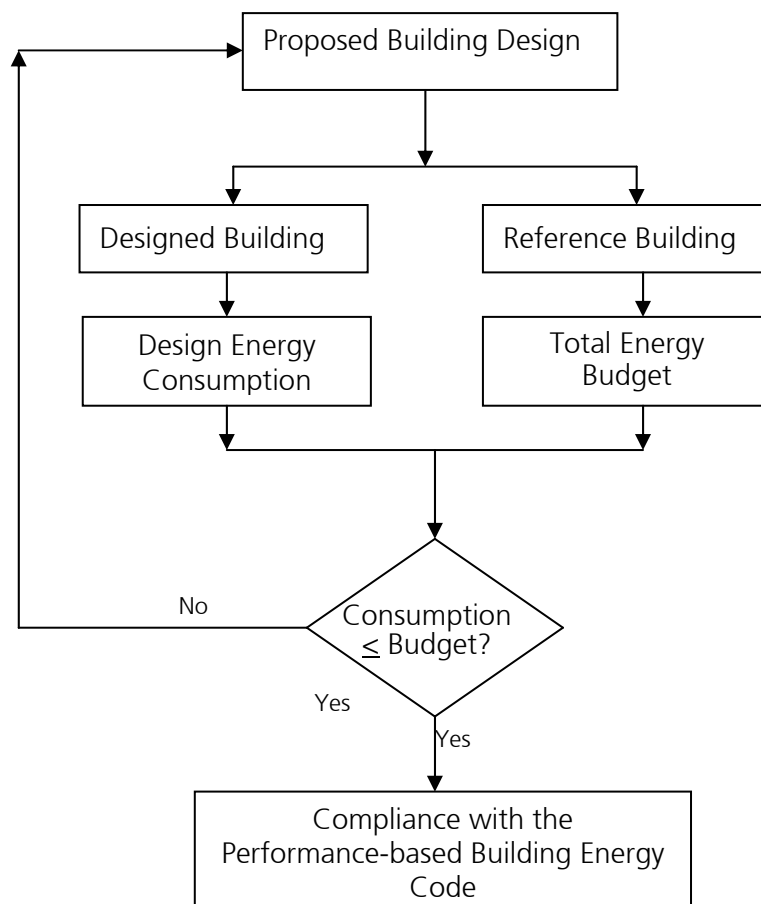 Proposed Building Design
Designed Building
Reference Building
Design Energy
Consumption
Total Energy
Budget
Consumption
≤ Budget?
No
Yes
Yes
Compliance with the
Performance-based Building Energy
Code